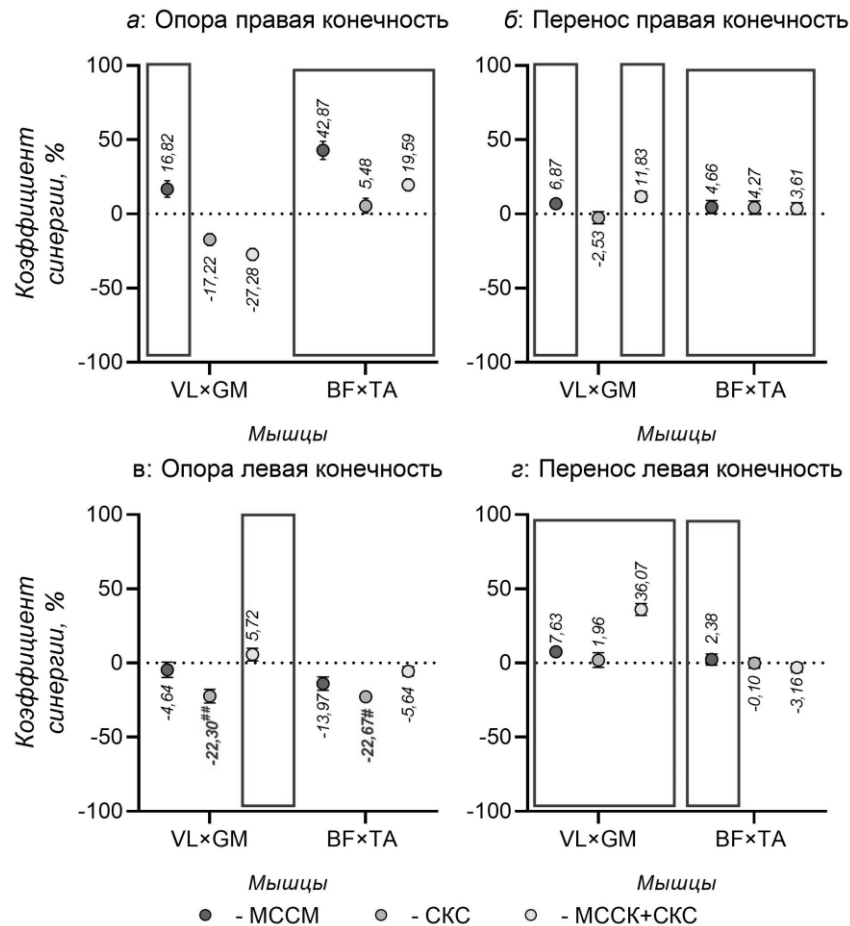 а: Опора правая конечность
100
50
0
-50
-100
Коэффициент
синергии, %
16,82
-17,22
-27,28
42,87
5,48
19,59
VL×GM
BF×TA
Мышцы
б: Перенос правая конечность
100
50
0
-50
-100
6,87
-2,53
11,83
4,66
4,27
3,61
VL×GM
BF×TA
Мышцы
в: Опора левая конечность
100
50
0
-50
-100
Коэффициент
синергии, %
-4,64
-22,30##
5,72
-13,97
-22,67#
-5,64
VL×GM
BF×TA
Мышцы
г: Перенос левая конечность
100
50
0
-50
-100
7,63
1,96
36,07
2,38
-0,10
-3,16
VL×GM
BF×TA
Мышцы
- МССМ - СКС - МССК+СКС